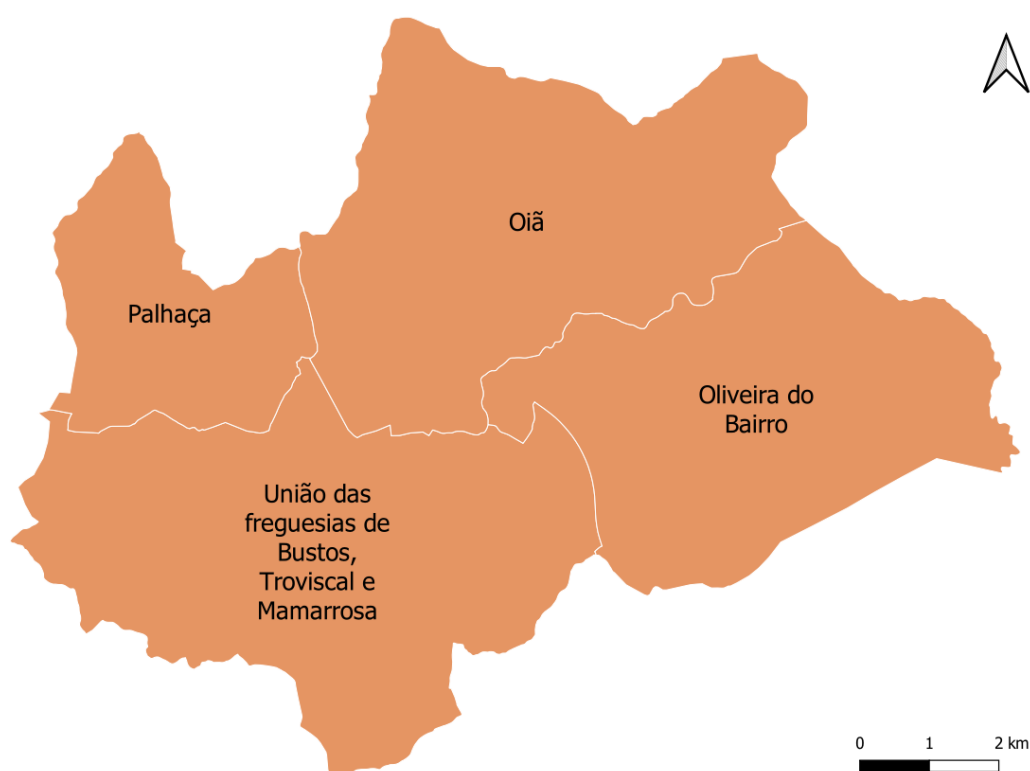 Oiã
Palhaça
Oliveira do
Bairro
União das
freguesias de
Bustos,
Troviscal e
Mamarrosa
0 1 2 km